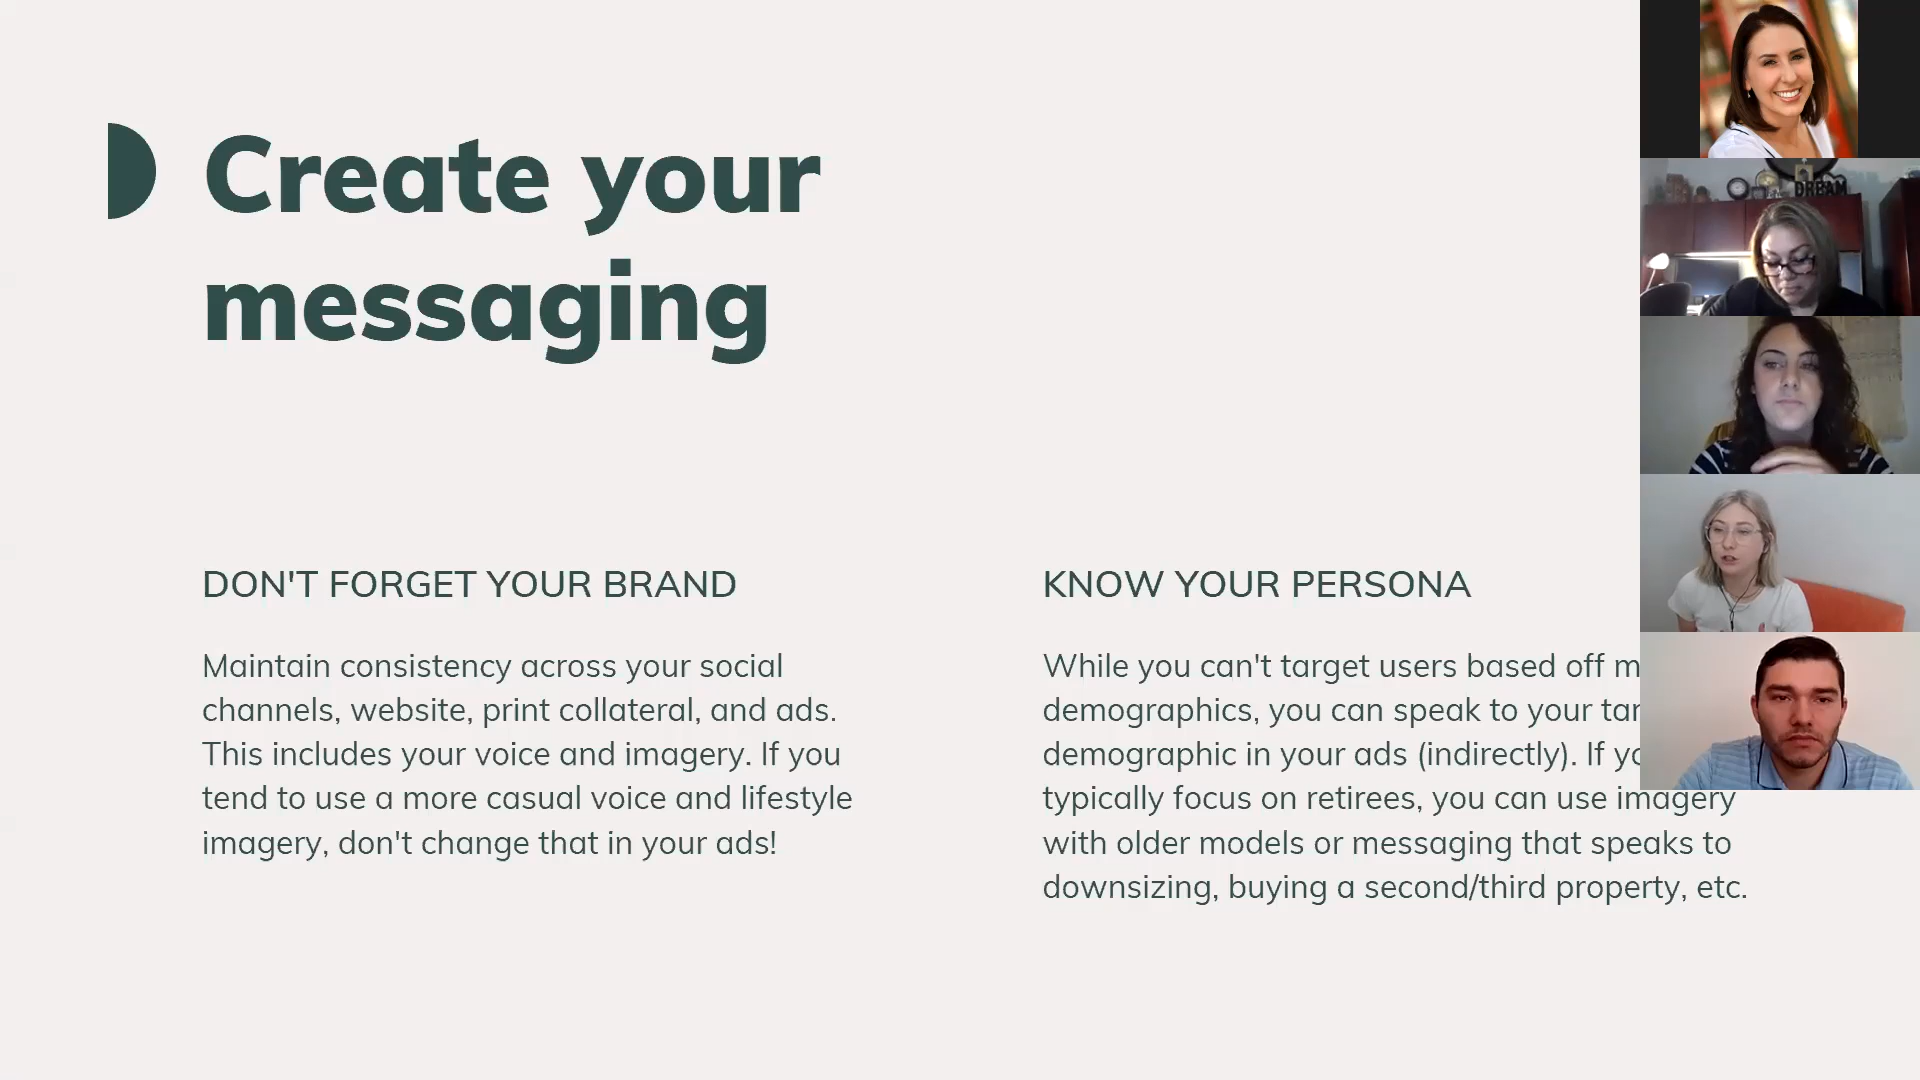 Create your
messaging
DON'T FORGET YOUR BRAND
Maintain consistency across your social
channels, website, print collateral, and ads.
This includes your voice and imagery. If you
tend to use a more casual voice and lifestyle
imagery, don't change that in your ads!
KNOW YOUR PERSONA
While you can't target users based off
demographics, you can speak to your
demographic in your ads (indirectly). If
typically focus on retirees, you can use imagery
with older models or messaging that speaks to
downsizing, buying a second/third property, etc.
DREAM